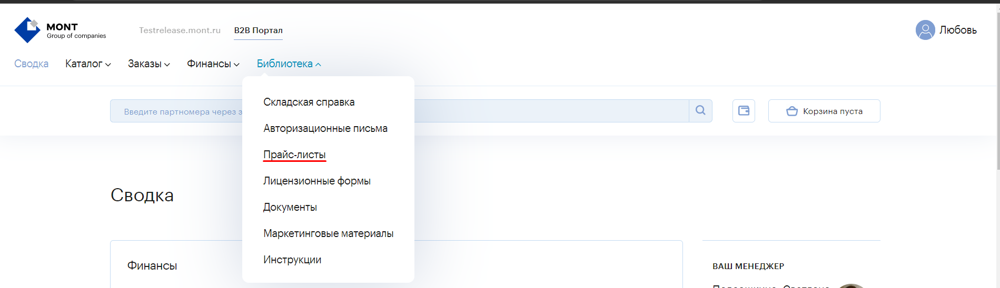 MONT
Group of companies
Testrelease.mont.ru
B2B Портал
Любовь
Сводка
Каталог
Заказы
Финансы
Библиотека
Складская справка
Авторизационные письма
Прайс-листы
Лицензионные формы
Документы
Маркетинговые материалы
Инструкции
Введите партномера через з
Корзина пуста
Сводка
Финансы
ВАШ МЕНЕДЖЕР